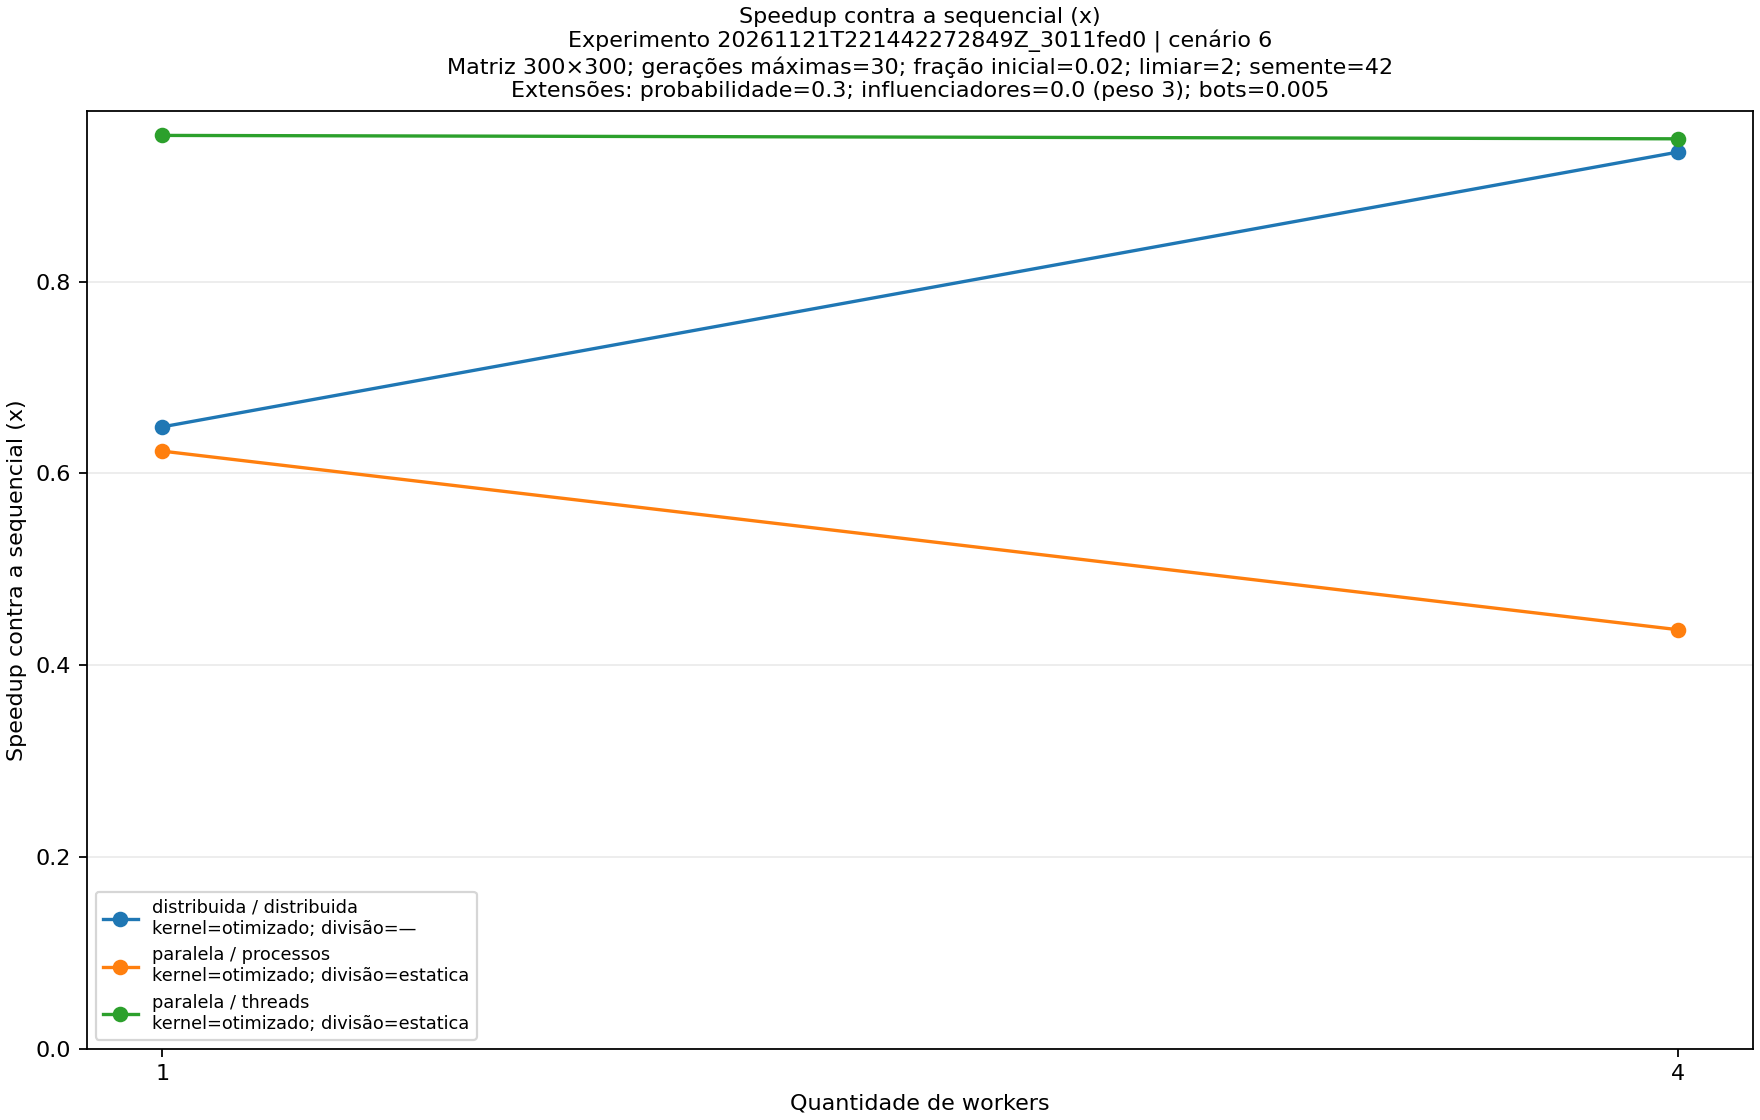 Speedup contra a sequencial (x)
Experimento 20261121T221442272849Z_3011fed0 | cenário 6
Matriz 300×300; gerações máximas=30; fração inicial=0.02; limiar=2; semente=42
Extensões: probabilidade=0.3; influenciadores=0.0 (peso 3); bots=0.005
Speedup contra a sequencial (x)
0.8
0.6
0.4
0.2
0.0
distribuida / distribuida
kernel=otimizado; divisão=—
paralela / processos
kernel=otimizado; divisão=estatica
paralela / threads
kernel=otimizado; divisão=estatica
1
4
Quantidade de workers